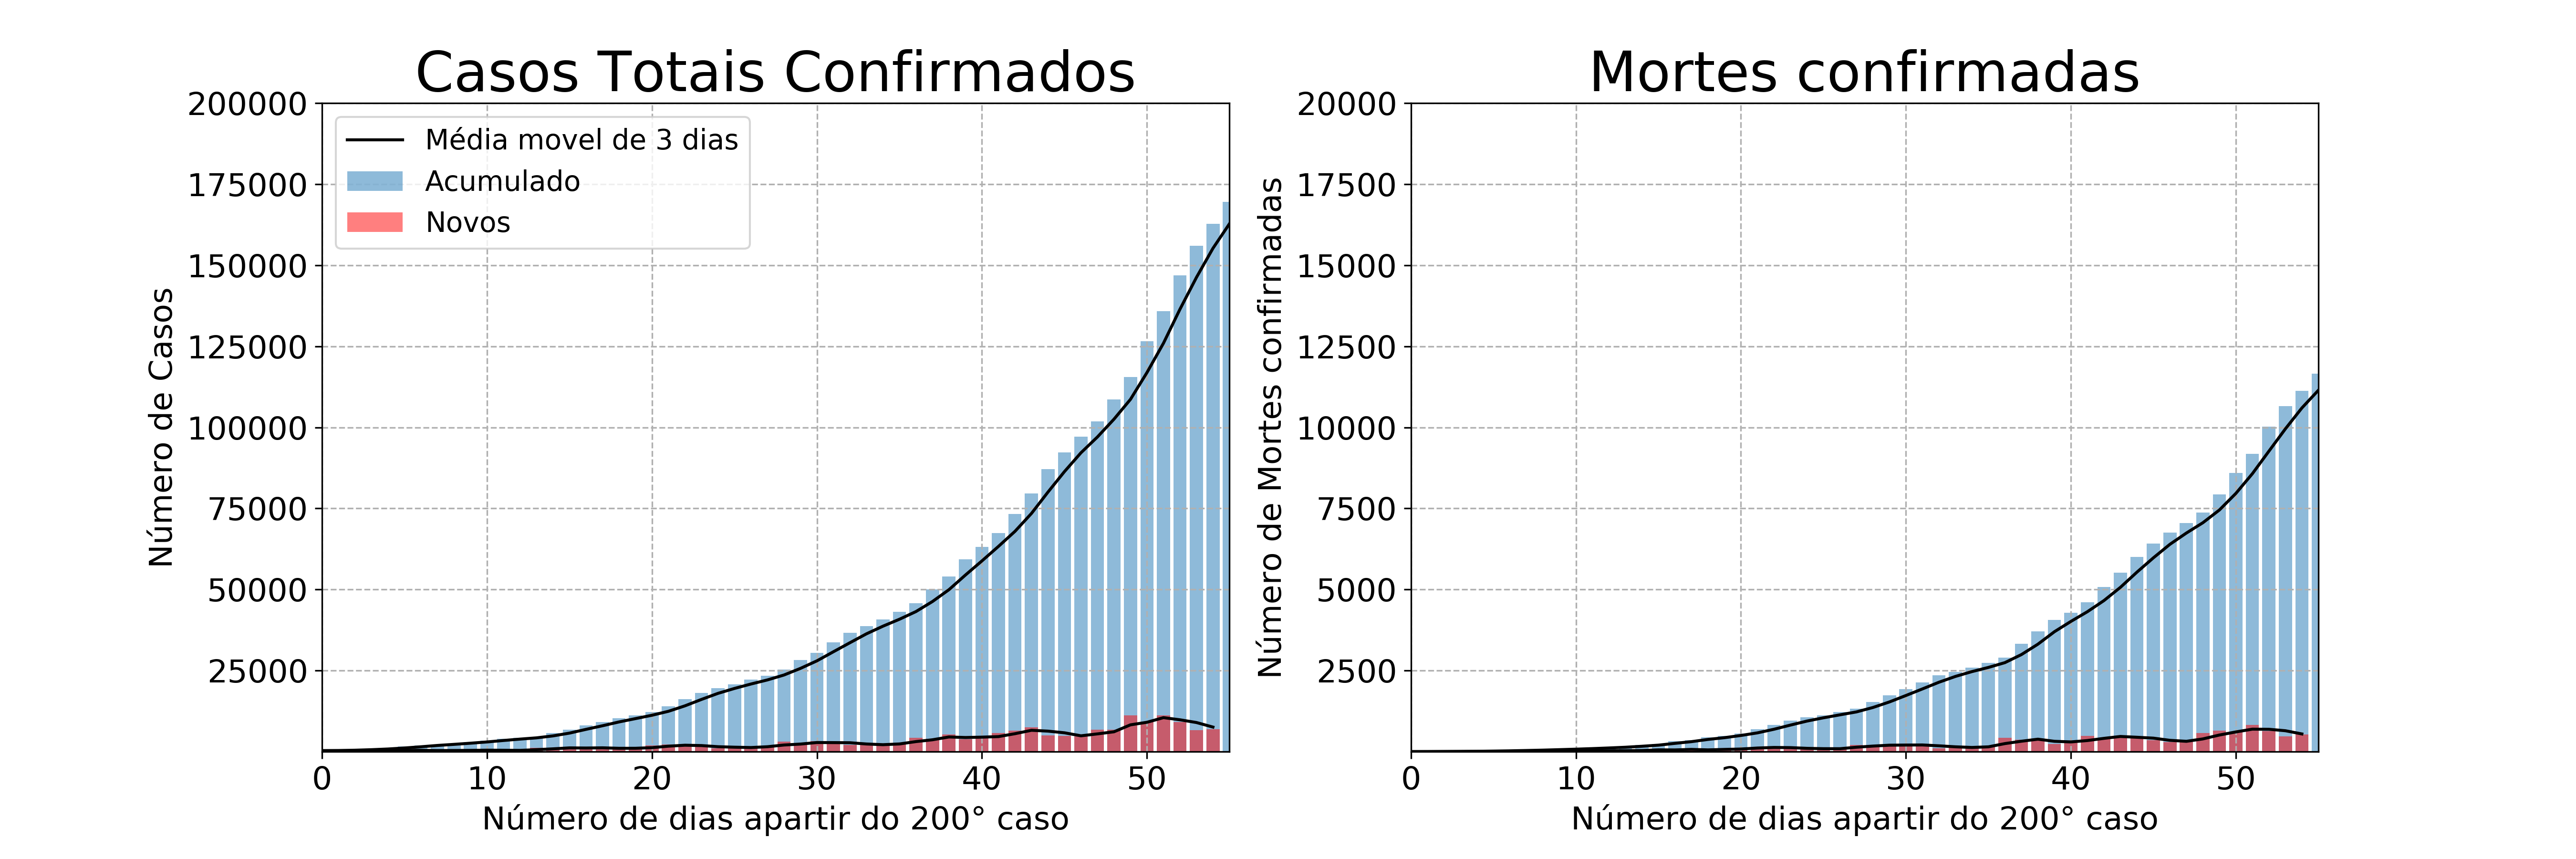 Casos Totais Confirmados
200000
175000
150000
125000
100000
75000
50000
25000
Número de Casos
Média movel de 3 dias
Acumulado
Novos
0 10 20 30 40 50
Número de dias apartir do 200° caso
Mortes confirmadas
20000
17500
15000
12500
10000
7500
5000
2500
Número de Mortes confirmadas
0 10 20 30 40 50
Número de dias apartir do 200° caso